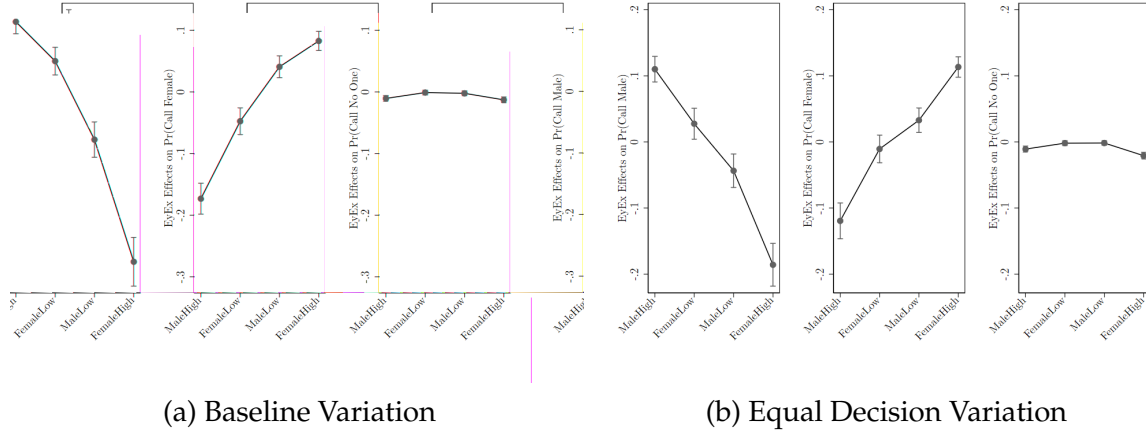 .1
0
-.1
-.2
-.3
EyEx Effects on Pr(Call Female)
FemaleLow
MaleLow
FemaleHigh
.1
0
-.1
-.2
-.3
EyEx Effects on Pr(Call No One)
MaleHigh
FemaleLow
MaleLow
FemaleHigh
.1
0
-.1
-.2
-.3
EyEx Effects on Pr(Call Male)
MaleHigh
FemaleLow
MaleLow
FemaleHigh
MaleHigh
.2
.1
0
-.1
-.2
EyEx Effects on Pr(Call Male)
MaleHigh
FemaleLow
MaleLow
FemaleHigh
.2
.1
0
-.1
-.2
EyEx Effects on Pr(Call Female)
MaleHigh
FemaleLow
MaleLow
FemaleHigh
.2
.1
0
-.1
-.2
EyEx Effects on Pr(Call No One)
MaleHigh
FemaleLow
MaleLow
FemaleHigh
(a) Baseline Variation
(b) Equal Decision Variation